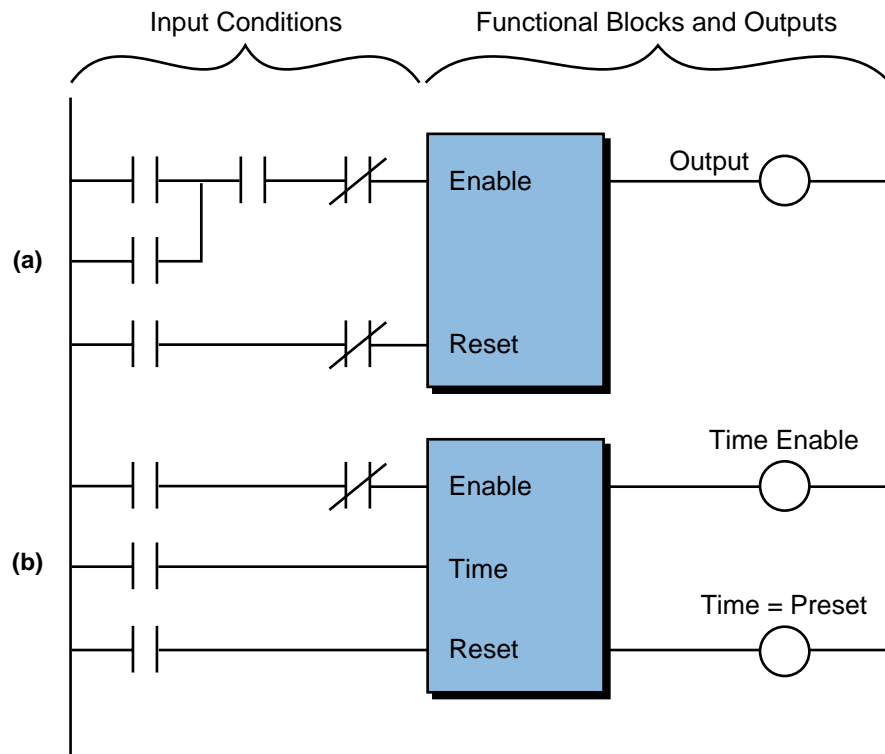 Input Conditions
Functional Blocks and Outputs
(a)
Enable
Output
Reset
(b)
Enable
Time Enable
Time
Time = Preset
Reset